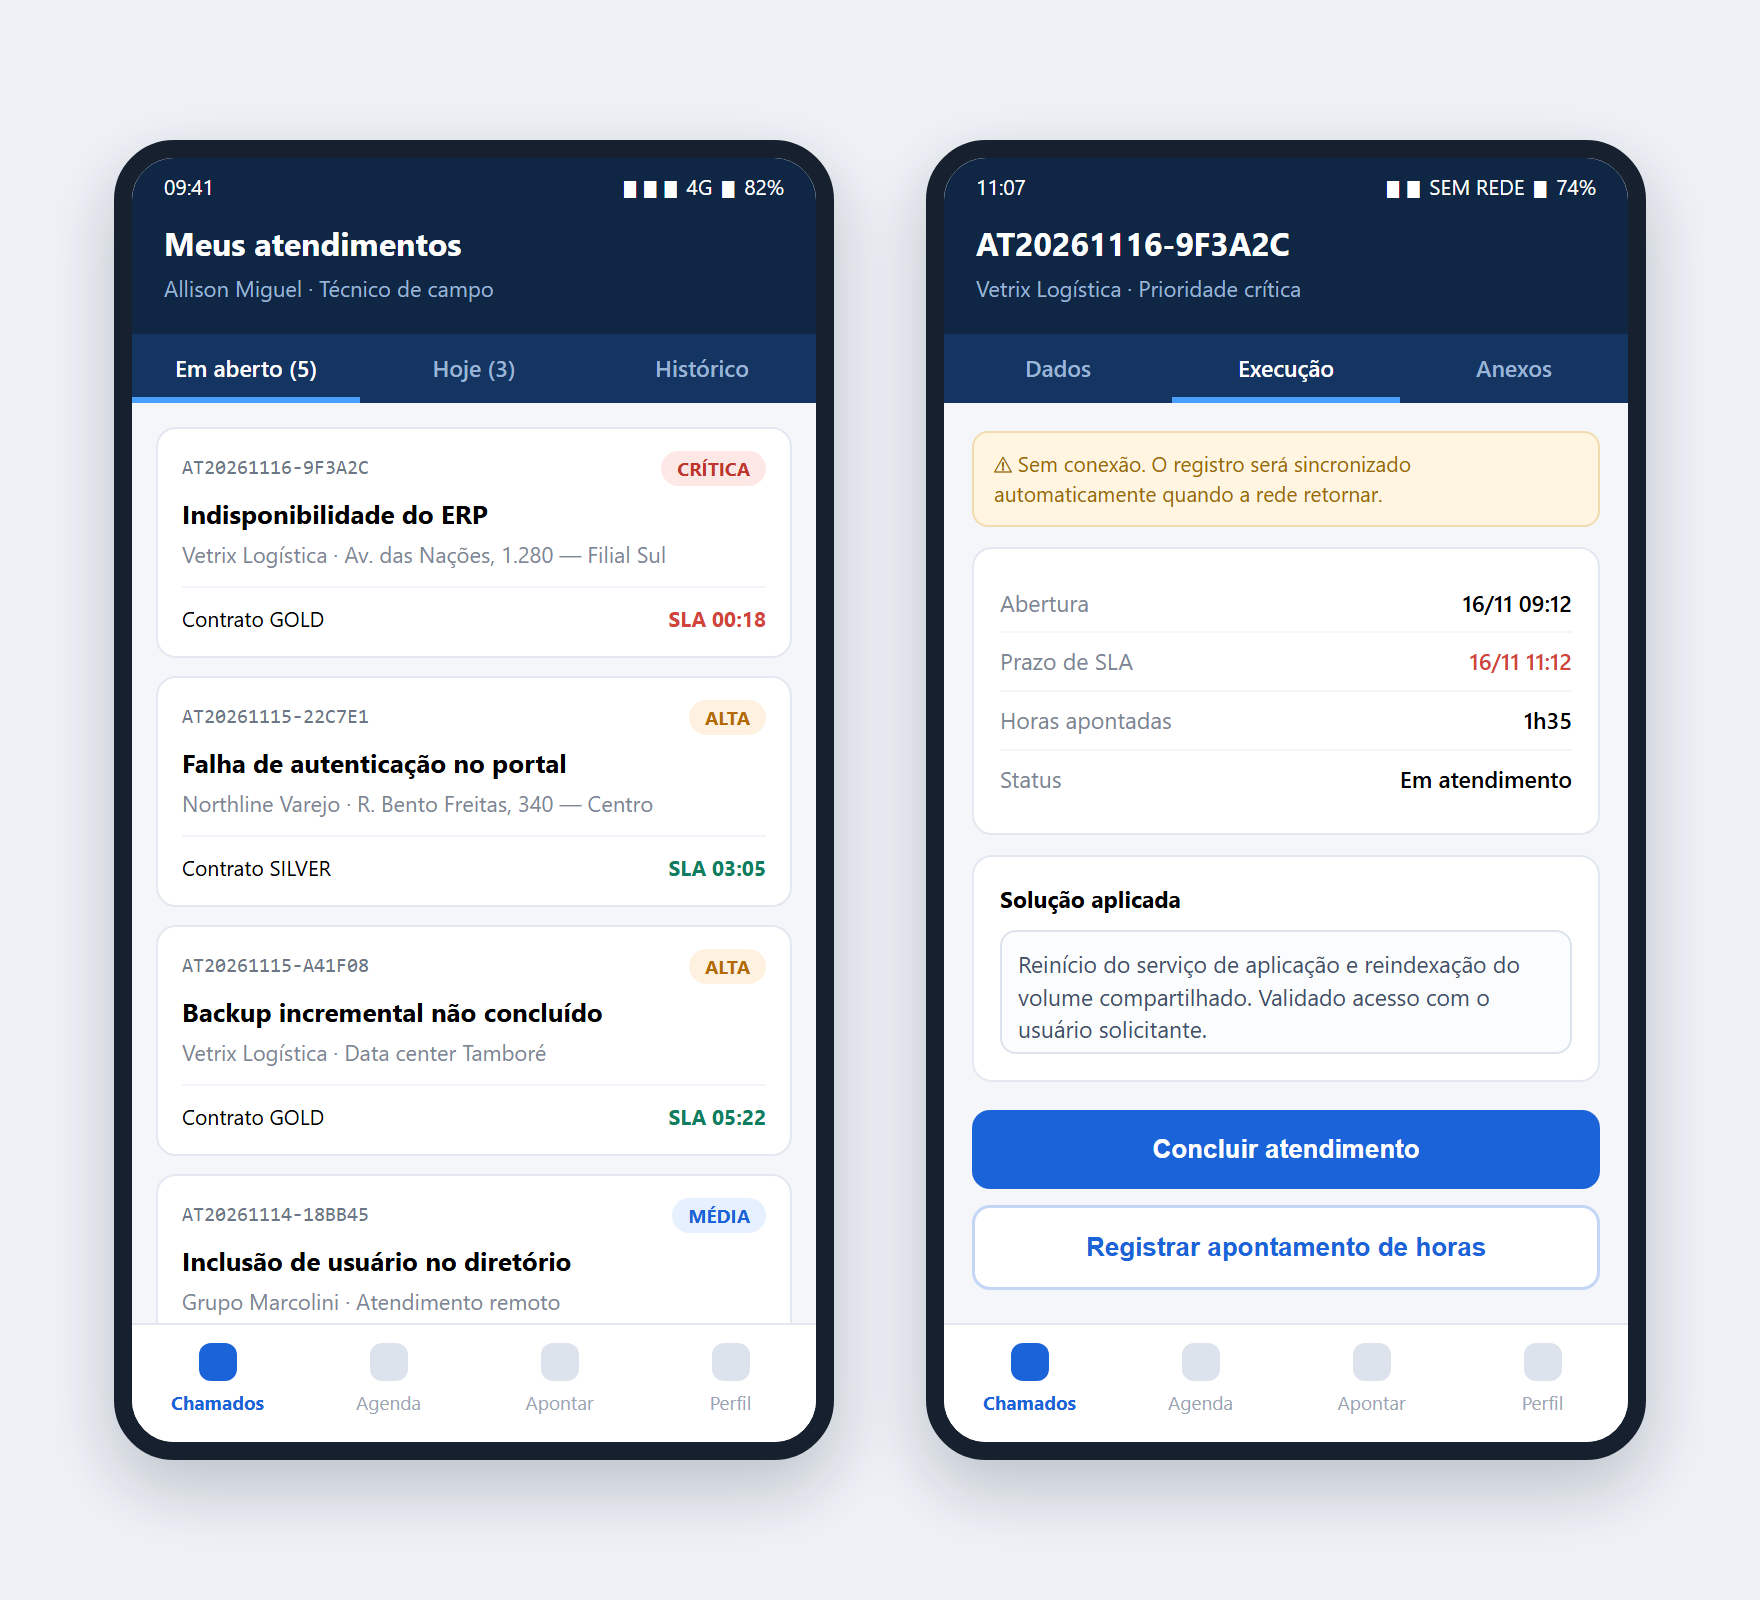 09:41
4G 82%
Meus atendimentos
Allison Miguel · Técnico de campo
Em aberto (5) Hoje (3) Histórico
AT20261116-9F3A2C CRÍTICA
Indisponibilidade do ERP
Vetrix Logística · Av. das Nações, 1.280 — Filial Sul
Contrato GOLD SLA 00:18
AT20261115-22C7E1 ALTA
Falha de autenticação no portal
Northline Varejo · R. Bento Freitas, 340 — Centro
Contrato SILVER SLA 03:05
AT20261115-A41F08 ALTA
Backup incremental não concluído
Vetrix Logística · Data center Tamboré
Contrato GOLD SLA 05:22
AT20261114-18BB45 MÉDIA
Inclusão de usuário no diretório
Grupo Marcolini · Atendimento remoto
Chamados Agenda Apontar Perfil
11:07
SEM REDE 74%
AT20261116-9F3A2C
Vetrix Logística · Prioridade crítica
Dados Execução Anexos
⚠ Sem conexão. O registro será sincronizado
automaticamente quando a rede retornar.
Abertura 16/11 09:12
Prazo de SLA 16/11 11:12
Horas apontadas 1h35
Status Em atendimento
Solução aplicada
Reinício do serviço de aplicação e reindexação do
volume compartilhado. Validado acesso com o
usuário solicitante.
Concluir atendimento
Registrar apontamento de horas
Chamados Agenda Apontar Perfil